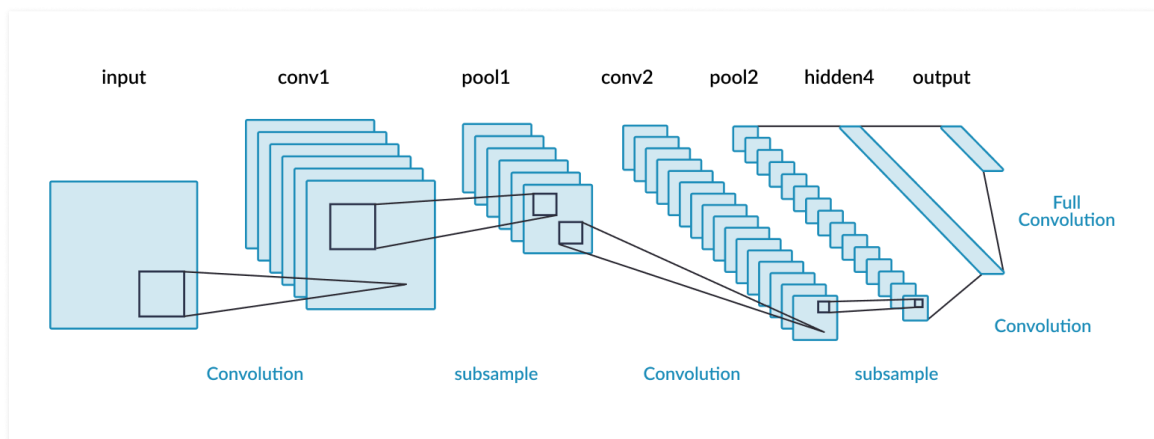 input conv1 pool1 conv2 pool2 hidden4 output
Full
Convolution
Convolution
Convolution subsample Convolution subsample